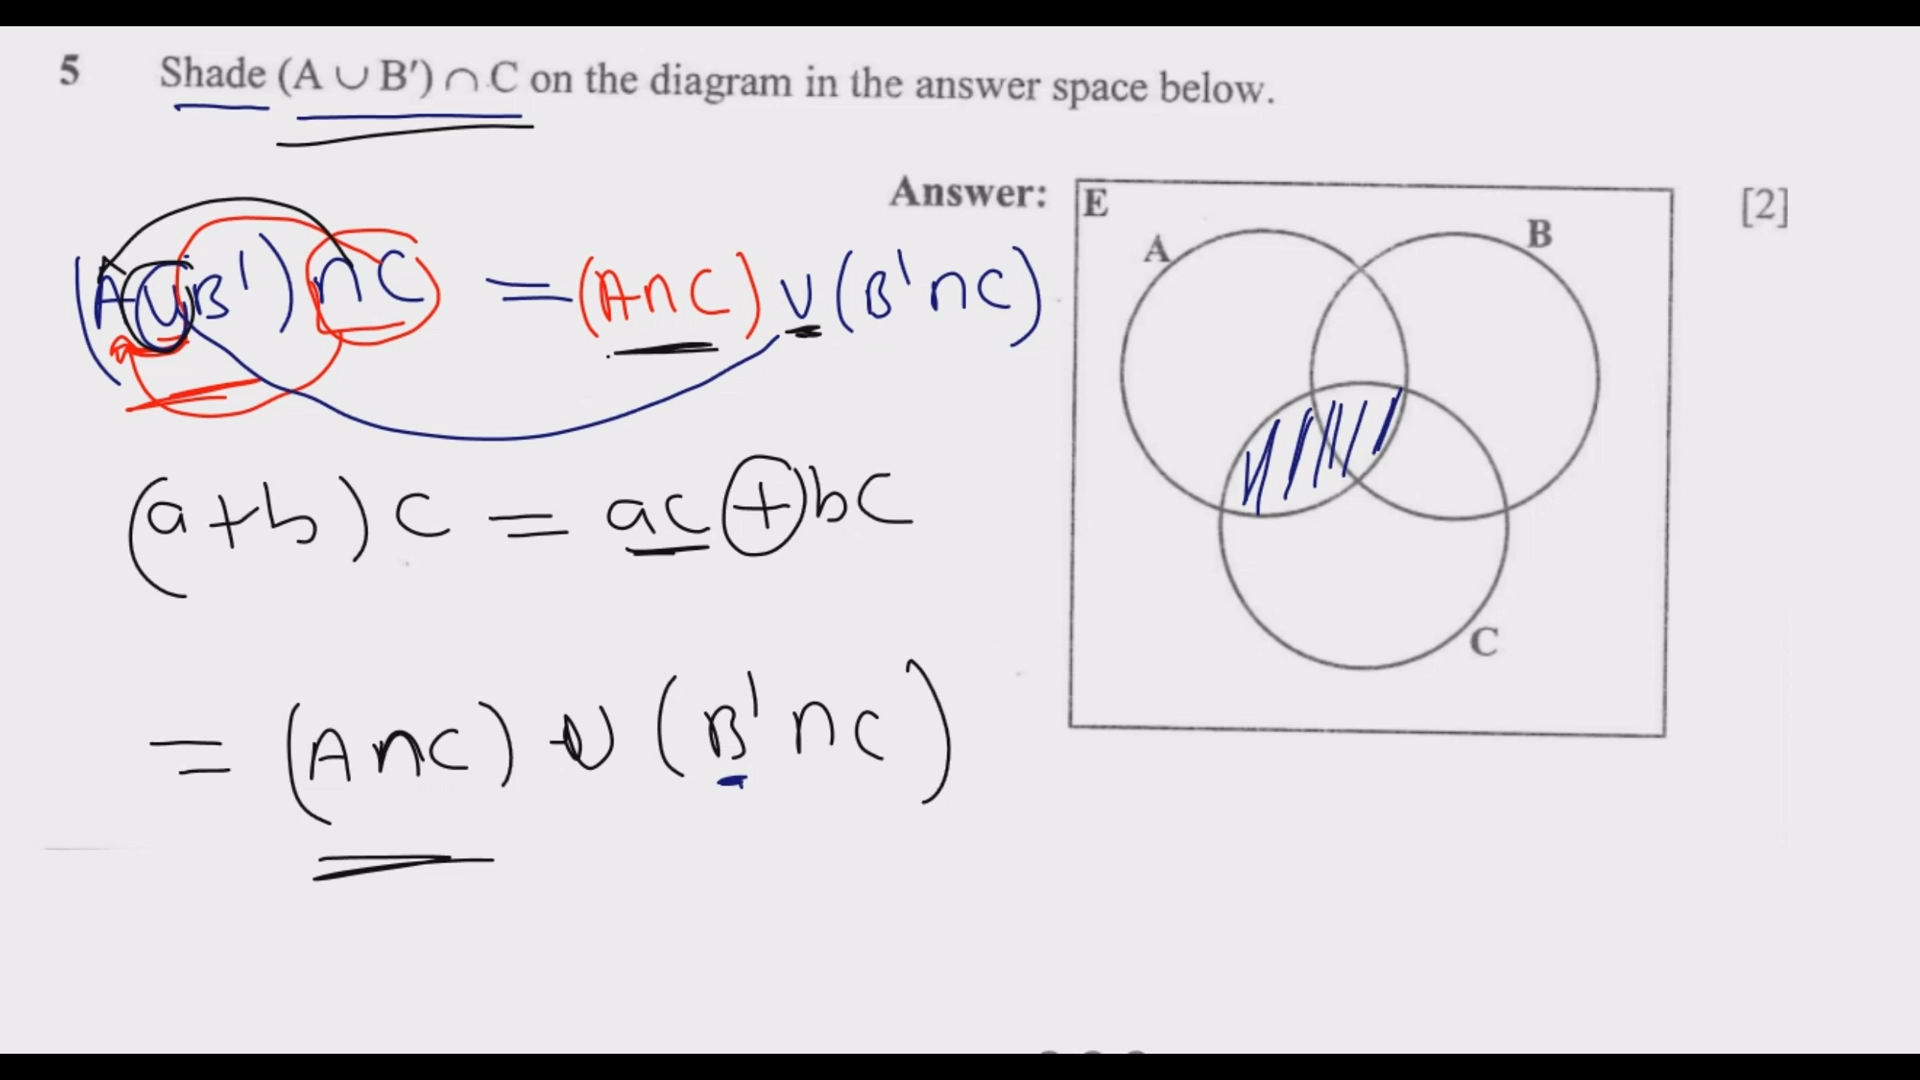 5 Shade (A ∪ B′) ∩ C on the diagram in the answer space below.
Answer:
[2]
E
A
B
C
(A∪B')∩C = (A∩C) ∪ (B'∩C)
(a+b)c = ac + bc
= (A∩C) ∪ (B'∩C)